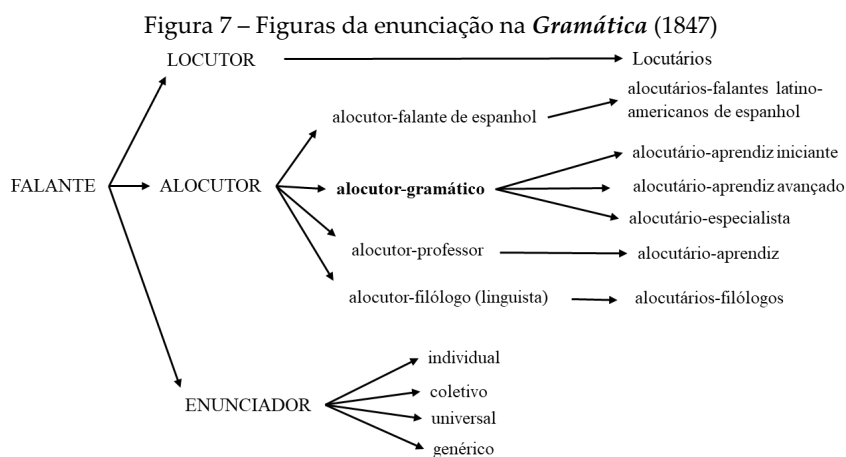 Figura 7 – Figuras da enunciação na Gramática (1847)
LOCUTOR
Locutários
alocutor-falante de espanhol
alocutários-falantes latino-
americanos de espanhol
FALANTE
ALOCUTOR
alocutor-gramático
alocutário-aprendiz iniciante
alocutário-aprendiz avançado
alocutário-especialista
alocutor-professor
alocutário-aprendiz
alocutor-filólogo (linguista)
alocutários-filólogos
ENUNCIADOR
individual
coletivo
universal
genérico